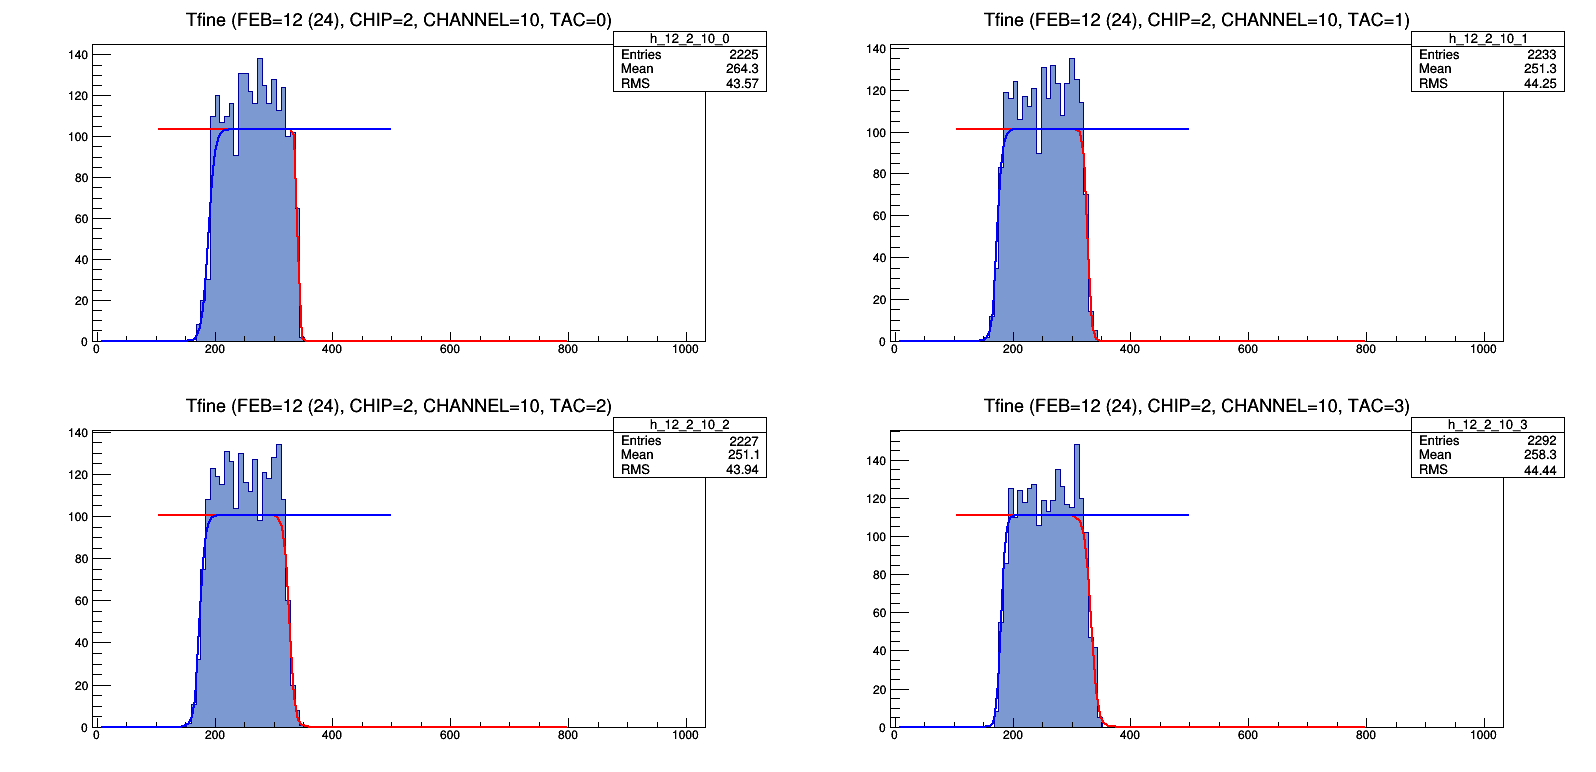 Tfine (FEB=12 (24), CHIP=2, CHANNEL=10, TAC=0)
h_12_2_10_0
Entries 2225
Mean 264.3
RMS 43.57
140
120
100
80
60
40
20
0
0 200 400 600 800 1000
Tfine (FEB=12 (24), CHIP=2, CHANNEL=10, TAC=1)
h_12_2_10_1
Entries 2233
Mean 251.3
RMS 44.25
140
120
100
80
60
40
20
0
0 200 400 600 800 1000
Tfine (FEB=12 (24), CHIP=2, CHANNEL=10, TAC=2)
h_12_2_10_2
Entries 2227
Mean 251.1
RMS 43.94
140
120
100
80
60
40
20
0
0 200 400 600 800 1000
Tfine (FEB=12 (24), CHIP=2, CHANNEL=10, TAC=3)
h_12_2_10_3
Entries 2292
Mean 258.3
RMS 44.44
140
120
100
80
60
40
20
0
0 200 400 600 800 1000